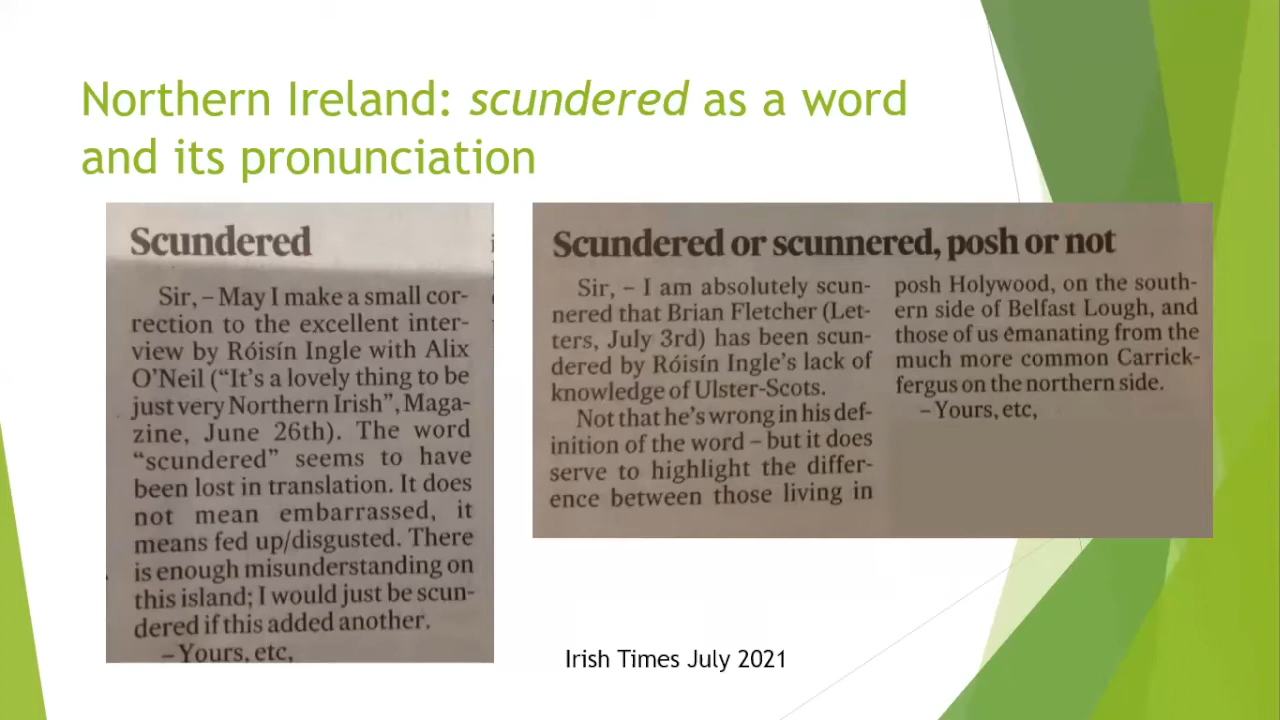 Northern Ireland: scundered as a word
and its pronunciation
Scundered
Sir, – May I make a small cor-
rection to the excellent inter-
view by Róisín Ingle with Alix
O'Neil (“It's a lovely thing to be
just very Northern Irish”, Maga-
zine, June 26th). The word
“scundered” seems to have
been lost in translation. It does
not mean embarrassed, it
means fed up/disgusted. There
is enough misunderstanding on
this island; I would just be scun-
dered if this added another.
– Yours, etc,
Scundered or scunnered, posh or not
Sir, – I am absolutely scun-
nered that Brian Fletcher (Let-
ters, July 3rd) has been scun-
dered by Róisín Ingle's lack of
knowledge of Ulster-Scots.
Not that he's wrong in his def-
inition of the word – but it does
serve to highlight the differ-
ence between those living in
posh Holywood, on the south-
ern side of Belfast Lough, and
those of us emanating from the
much more common Carrick-
fergus on the northern side.
– Yours, etc,
Irish Times July 2021